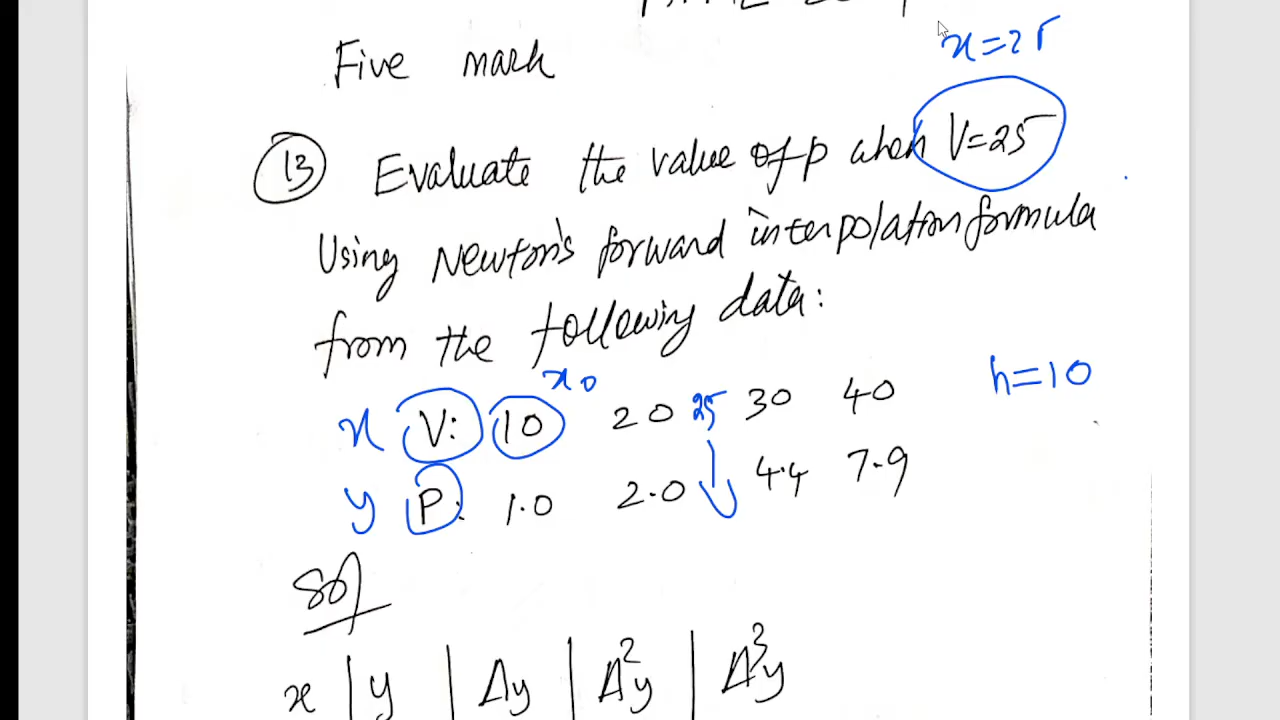 x=25
Five mark
13 Evaluate the value of p when V=25
Using Newton's forward interpolation formula
from the following data:
x0
h=10
x V: 10 20 25 30 40
y P: 1.0 2.0 4.4 7.9
Sol
x | y | Δy | Δ²y | Δ³y